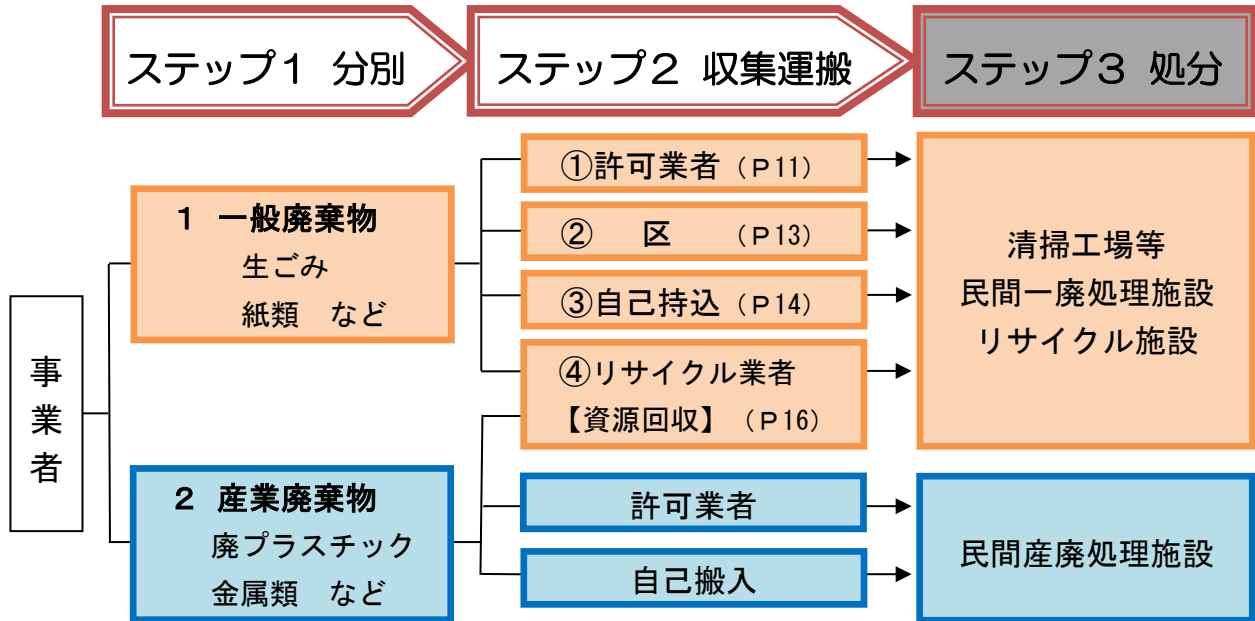 ステップ1 分別
ステップ2 収集運搬
ステップ3 処分
事業者
1 一般廃棄物
生ごみ
紙類 など
2 産業廃棄物
廃プラスチック
金属類 など
①許可業者（P11）
② 区 （P13）
③自己持込（P14）
④リサイクル業者
【資源回収】（P16）
許可業者
自己搬入
清掃工場等
民間一廃処理施設
リサイクル施設
民間産廃処理施設